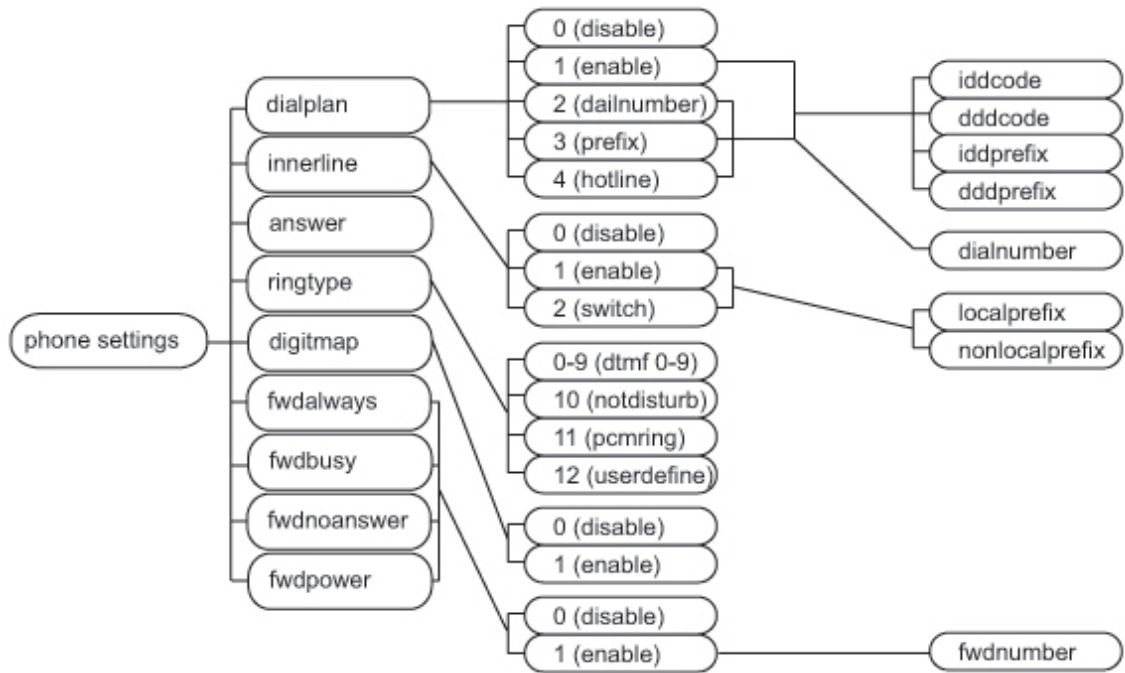 phone settings
dialplan
innerline
answer
ringtype
digitmap
fwdalways
fwdbusy
fwdnoanswer
fwdpower
0 (disable)
1 (enable)
2 (dailnumber)
3 (prefix)
4 (hotline)
0 (disable)
1 (enable)
2 (switch)
0-9 (dtmf 0-9)
10 (notdisturb)
11 (pcmring)
12 (userdefine)
0 (disable)
1 (enable)
0 (disable)
1 (enable)
iddcode
dddcode
iddprefix
dddprefix
dialnumber
localprefix
nonlocalprefix
fwdnumber